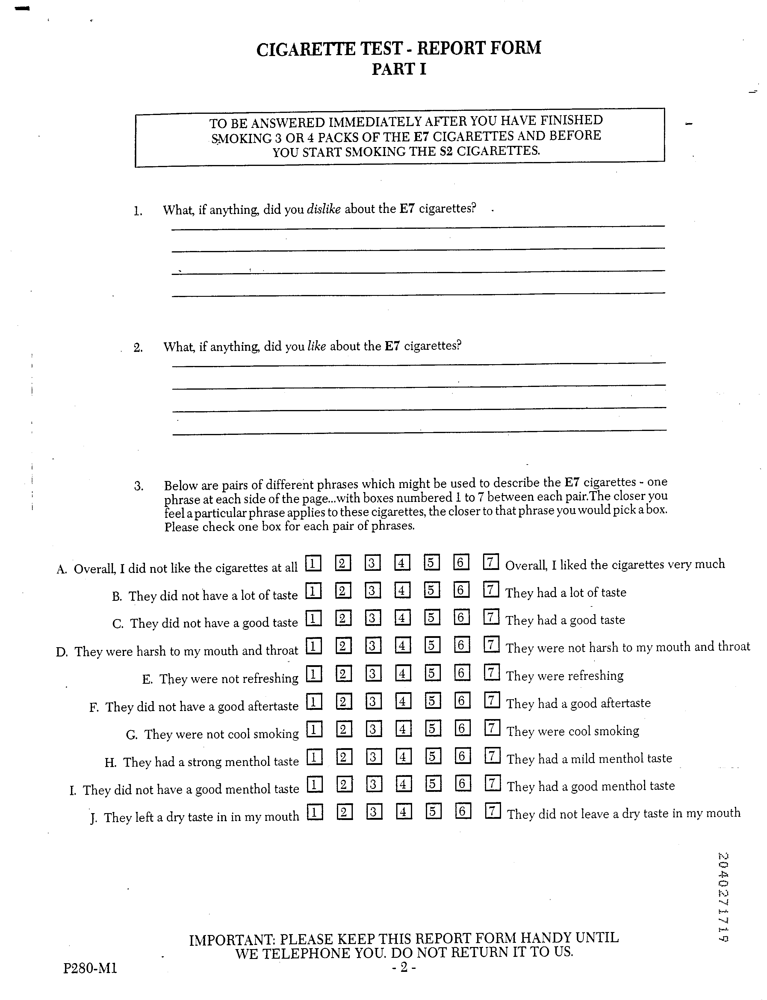 CIGARETTE TEST - REPORT FORM
PART I
TO BE ANSWERED IMMEDIATELY AFTER YOU HAVE FINISHED
SMOKING 3 OR 4 PACKS OF THE E7 CIGARETTES AND BEFORE
YOU START SMOKING THE S2 CIGARETTES.
1. What, if anything, did you dislike about the E7 cigarettes?
2. What, if anything, did you like about the E7 cigarettes?
3. Below are pairs of different phrases which might be used to describe the E7 cigarettes - one
phrase at each side of the page...with boxes numbered 1 to 7 between each pair.The closer you
feel a particular phrase applies to these cigarettes, the closer to that phrase you would pick a box.
Please check one box for each pair of phrases.
A. Overall, I did not like the cigarettes at all 1 2 3 4 5 6 7 Overall, I liked the cigarettes very much
B. They did not have a lot of taste 1 2 3 4 5 6 7 They had a lot of taste
C. They did not have a good taste 1 2 3 4 5 6 7 They had a good taste
D. They were harsh to my mouth and throat 1 2 3 4 5 6 7 They were not harsh to my mouth and throat
E. They were not refreshing 1 2 3 4 5 6 7 They were refreshing
F. They did not have a good aftertaste 1 2 3 4 5 6 7 They had a good aftertaste
G. They were not cool smoking 1 2 3 4 5 6 7 They were cool smoking
H. They had a strong menthol taste 1 2 3 4 5 6 7 They had a mild menthol taste
I. They did not have a good menthol taste 1 2 3 4 5 6 7 They had a good menthol taste
J. They left a dry taste in in my mouth 1 2 3 4 5 6 7 They did not leave a dry taste in my mouth
2040271719
IMPORTANT: PLEASE KEEP THIS REPORT FORM HANDY UNTIL
WE TELEPHONE YOU. DO NOT RETURN IT TO US.
P280-M1
- 2 -